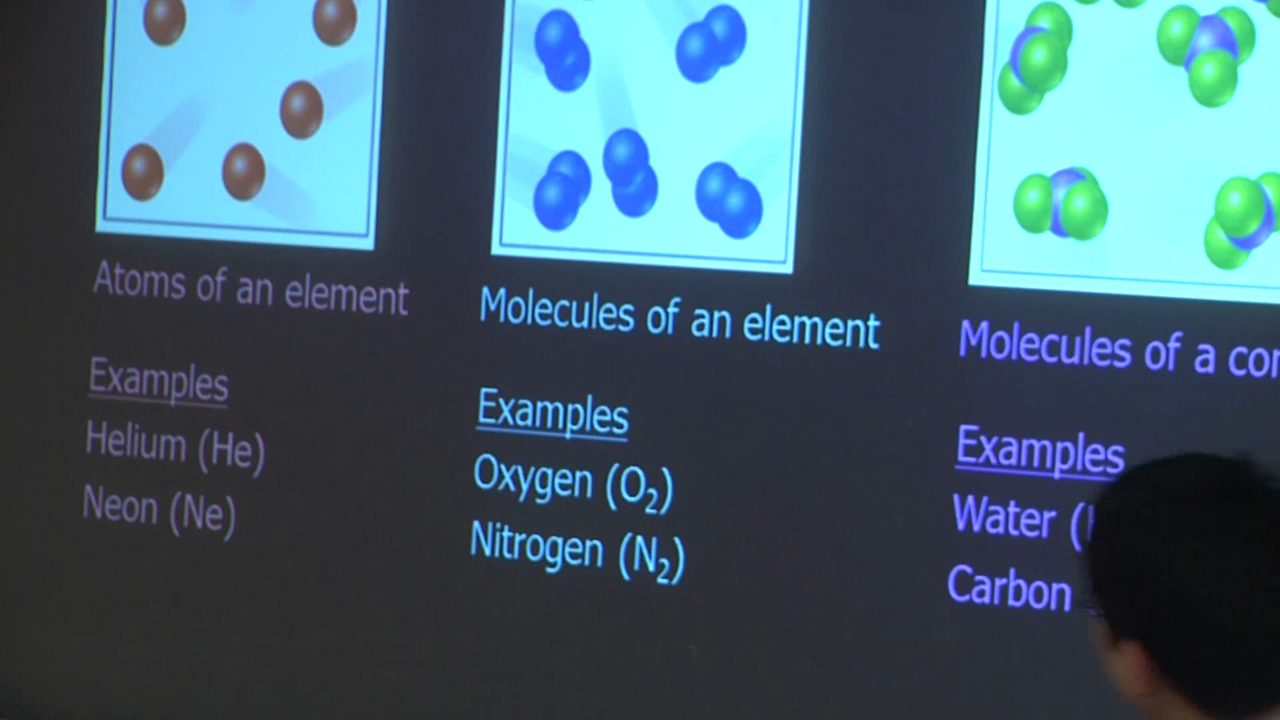 Atoms of an element
Examples
Helium (He)
Neon (Ne)
Molecules of an element
Examples
Oxygen (O₂)
Nitrogen (N₂)
Molecules of a
Examples
Water
Carbon